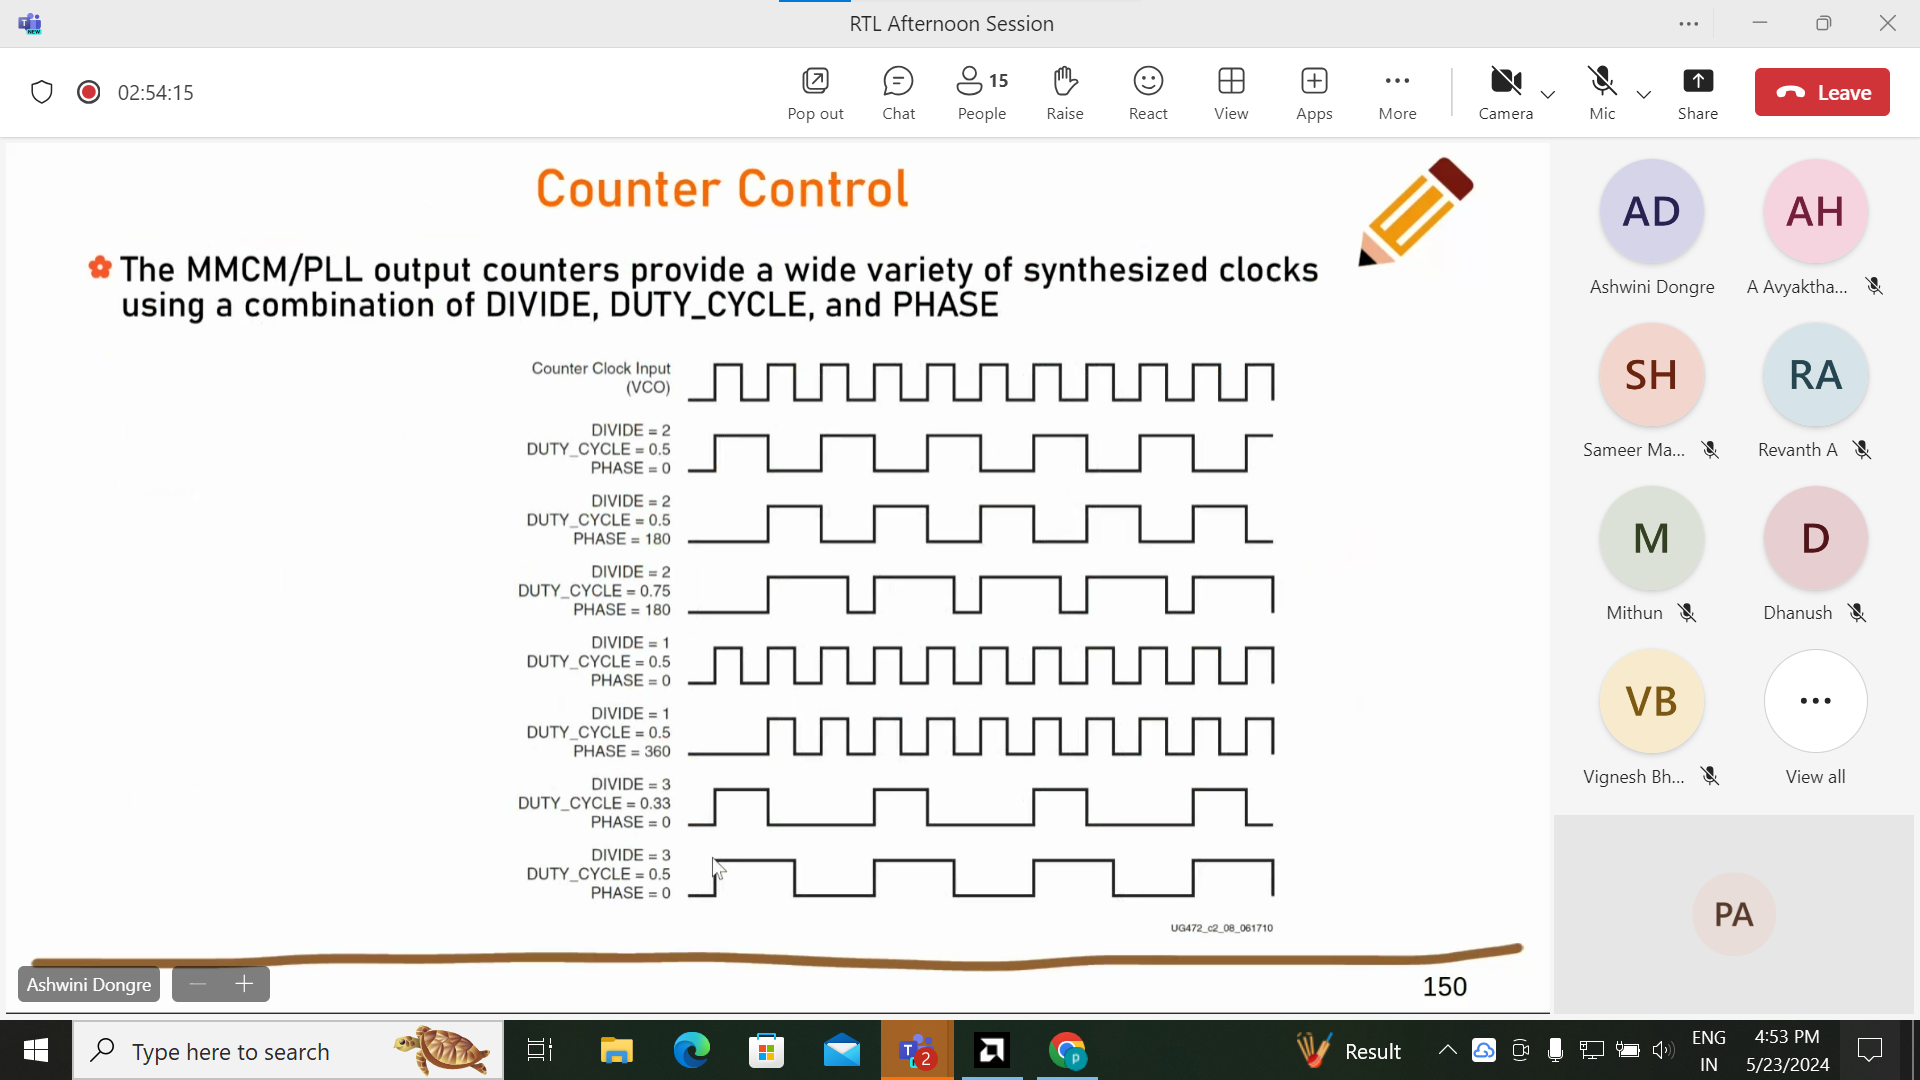 RTL Afternoon Session
NEW
02:54:15
Pop out
Chat
15
People
Raise
React
View
Apps
More
Camera
Mic
Share
Leave
Counter Control
The MMCM/PLL output counters provide a wide variety of synthesized clocks
using a combination of DIVIDE, DUTY_CYCLE, and PHASE
Counter Clock Input
(VCO)
DIVIDE = 2
DUTY_CYCLE = 0.5
PHASE = 0
DIVIDE = 2
DUTY_CYCLE = 0.5
PHASE = 180
DIVIDE = 2
DUTY_CYCLE = 0.75
PHASE = 180
DIVIDE = 1
DUTY_CYCLE = 0.5
PHASE = 0
DIVIDE = 1
DUTY_CYCLE = 0.5
PHASE = 360
DIVIDE = 3
DUTY_CYCLE = 0.33
PHASE = 0
DIVIDE = 3
DUTY_CYCLE = 0.5
PHASE = 0
UG472_c2_08_061710
150
Ashwini Dongre
AD
Ashwini Dongre
AH
A Avyaktha...
SH
Sameer Ma...
RA
Revanth A
M
Mithun
D
Dhanush
VB
Vignesh Bh...
View all
PA
Type here to search
2
p
Result
ENG
IN
4:53 PM
5/23/2024